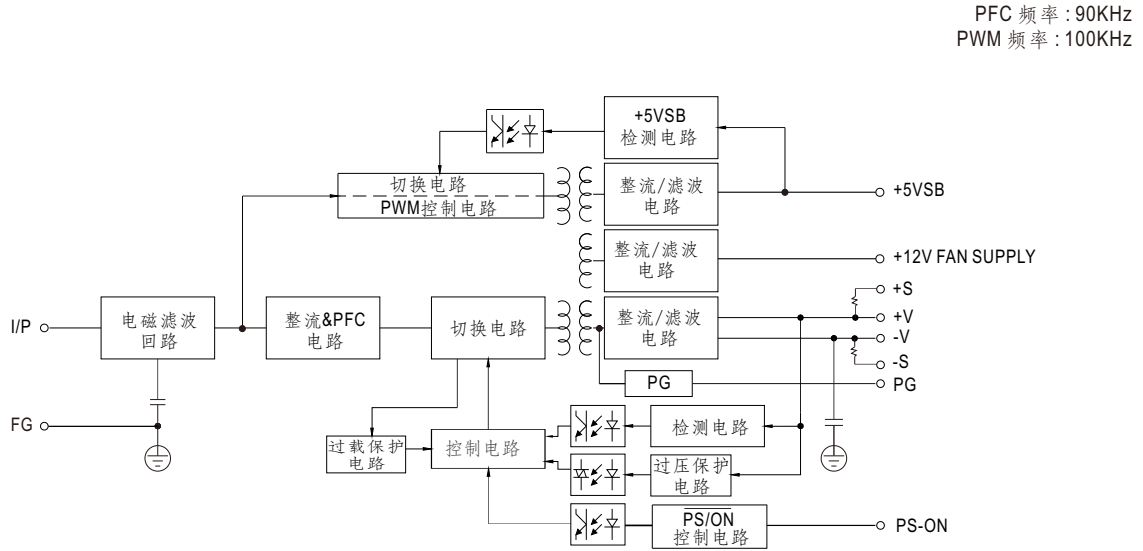 PFC 频率 : 90KHz
PWM 频率 : 100KHz
+5VSB
检测电路
切换电路
PWM控制电路
整流/滤波
电路
+5VSB
整流/滤波
电路
+12V FAN SUPPLY
I/P
电磁滤波
回路
整流&PFC
电路
切换电路
整流/滤波
电路
+S
+V
-V
-S
PG
PG
FG
过载保护
电路
控制电路
检测电路
过压保护
电路
PS/ON
控制电路
PS-ON